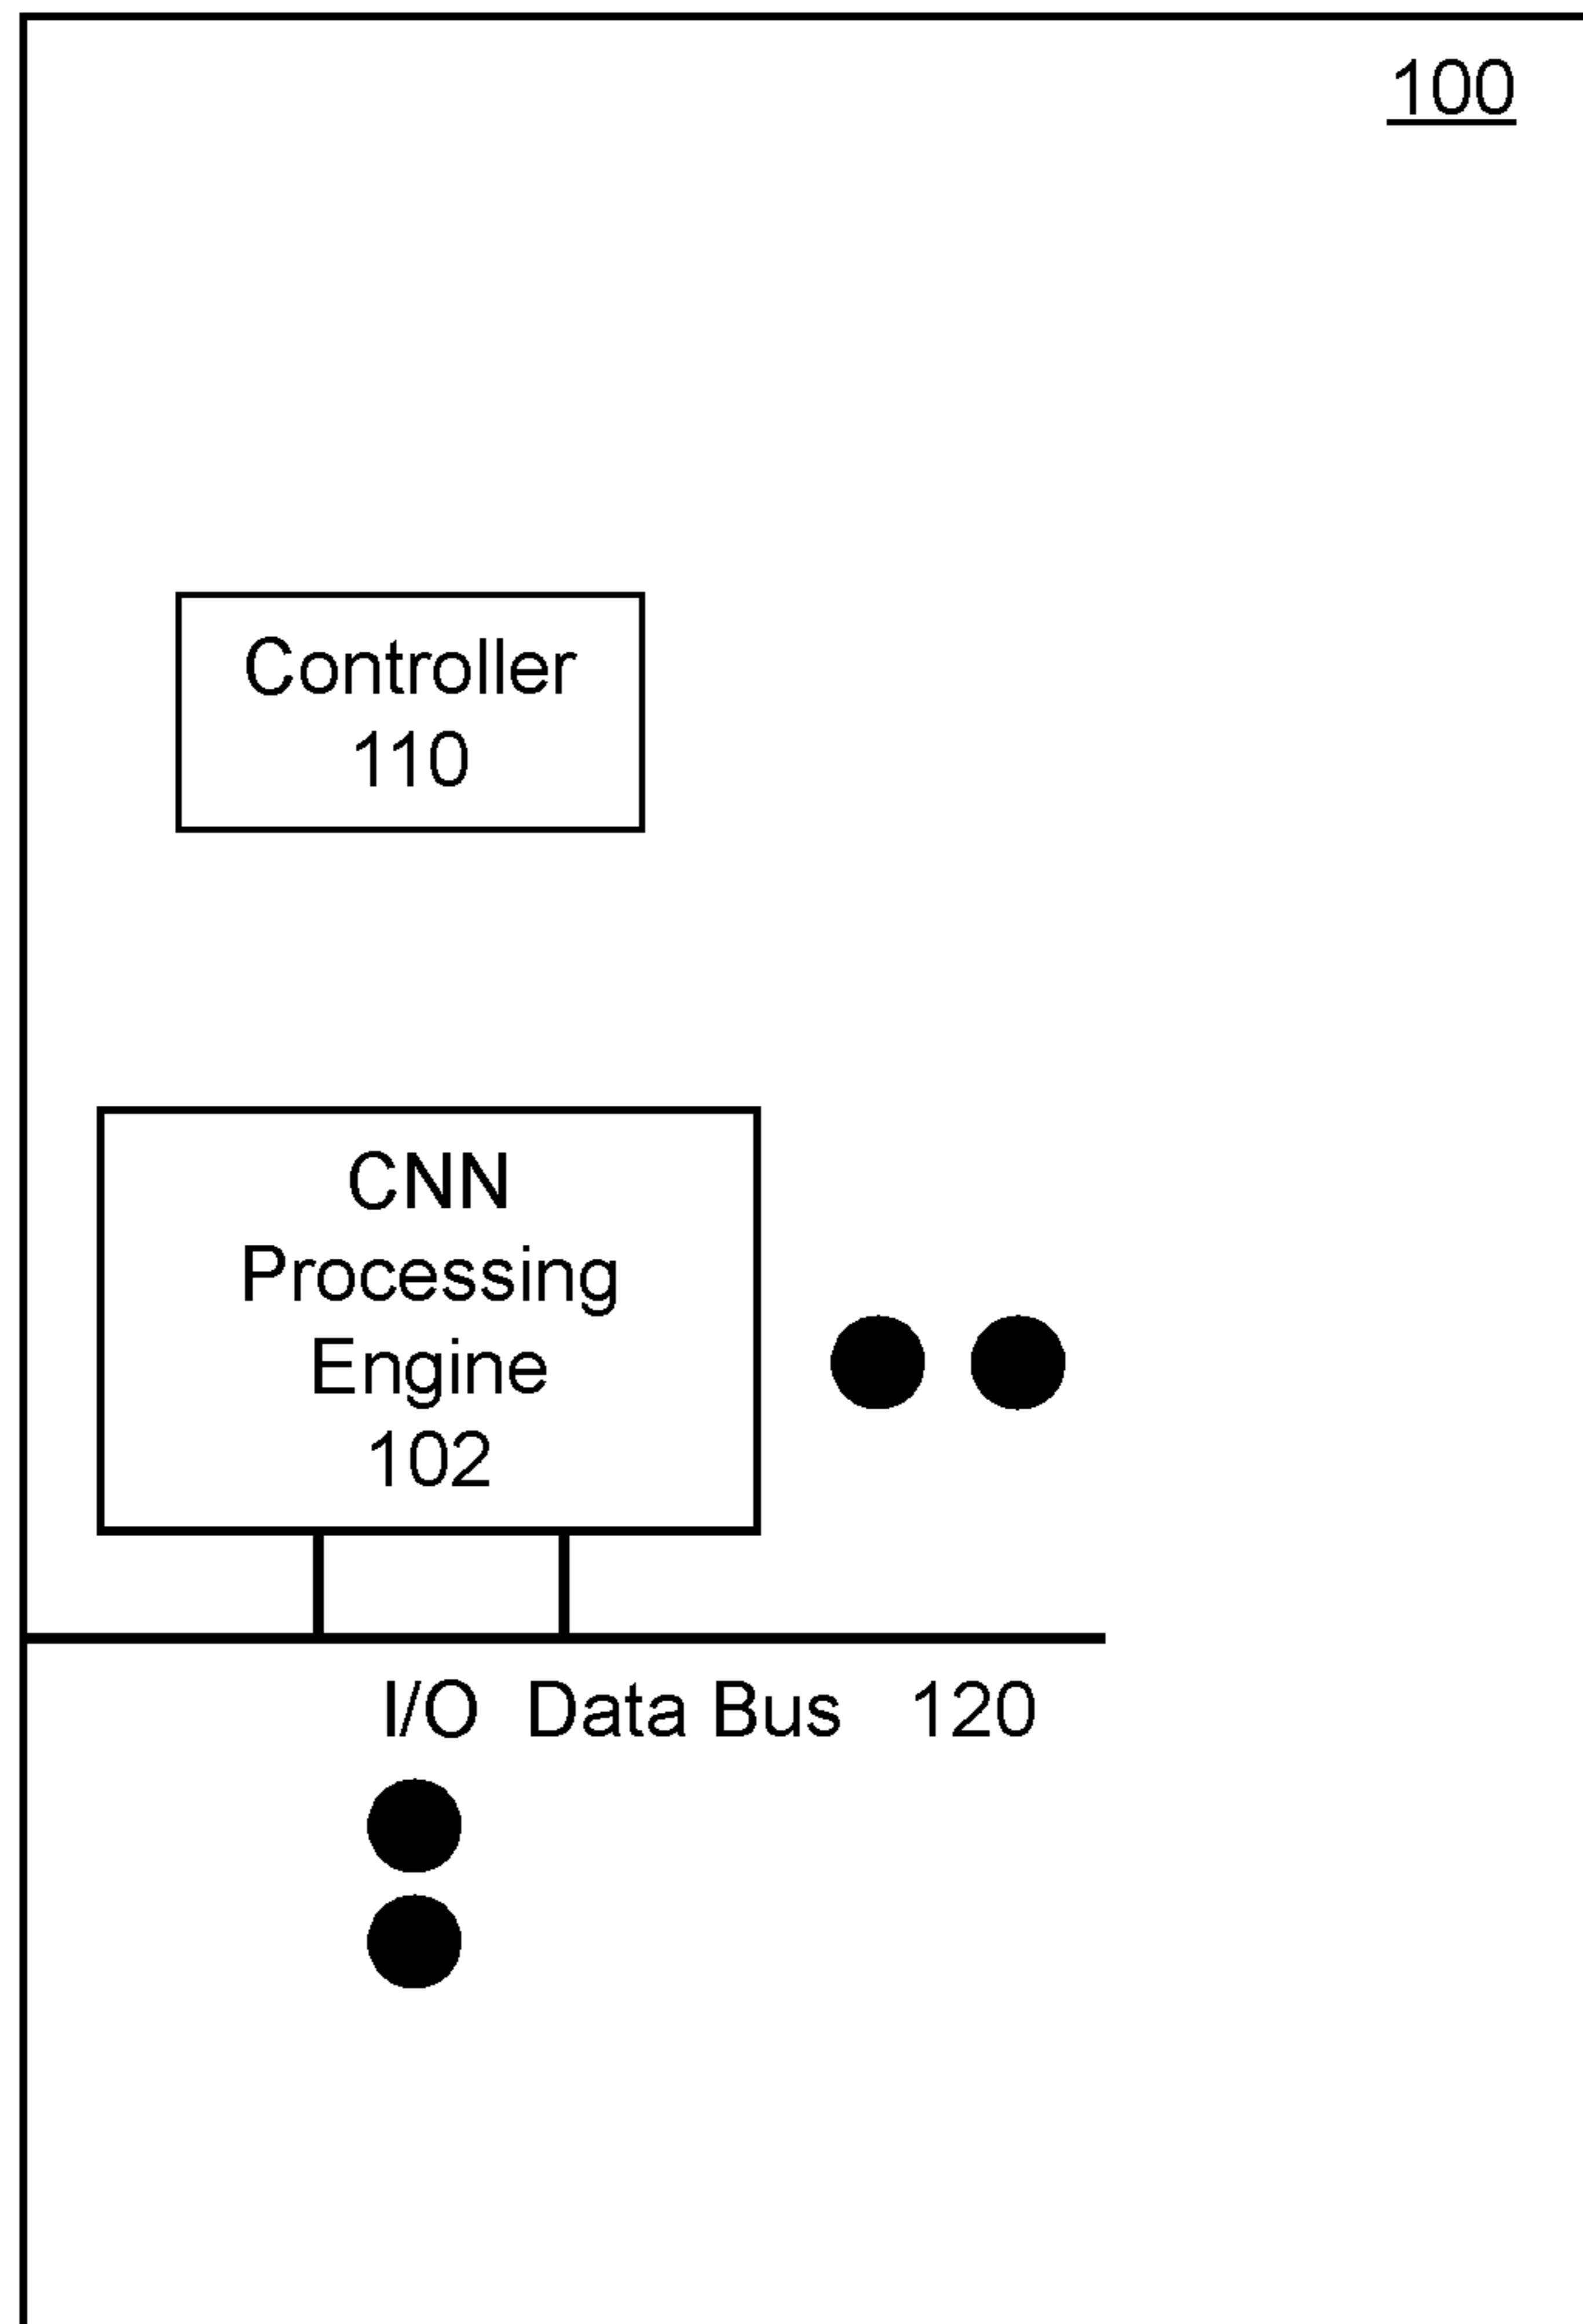 100
Controller
110
CNN
Processing
Engine
102
I/O Data Bus 120